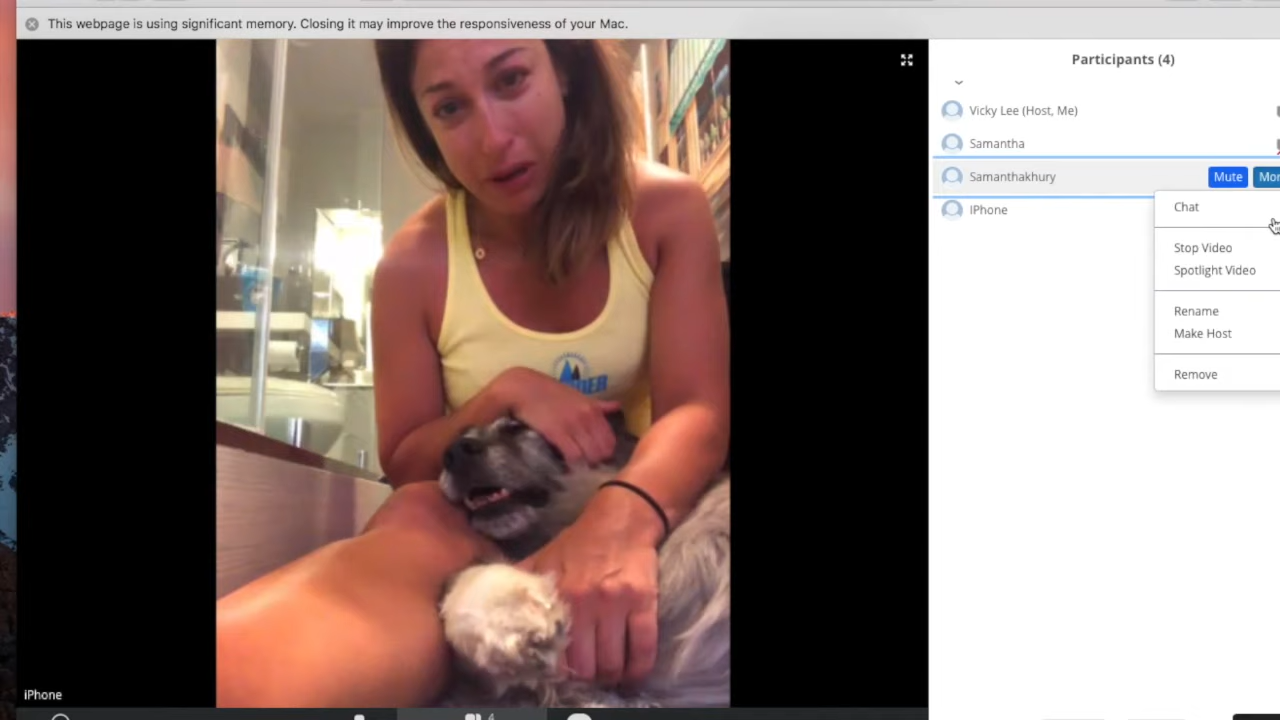 This webpage is using significant memory. Closing it may improve the responsiveness of your Mac.
Participants (4)
Vicky Lee (Host, Me)
Samantha
Samanthakhury
Mute
IPhone
Chat
Stop Video
Spotlight Video
Rename
Make Host
Remove
iPhone
4